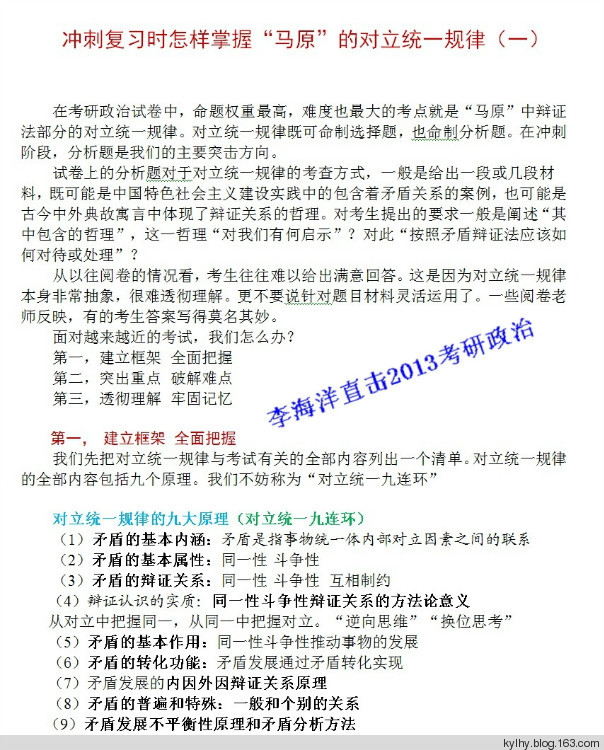 冲刺复习时怎样掌握“马原”的对立统一规律（一）
在考研政治试卷中，命题权重最高，难度也最大的考点就是“马原”中辩证
法部分的对立统一规律。对立统一规律既可命制选择题，也命制分析题。在冲刺
阶段，分析题是我们的主要突击方向。
试卷上的分析题对于对立统一规律的考查方式，一般是给出一段或几段材
料，既可能是中国特色社会主义建设实践中的包含着矛盾关系的案例，也可能是
古今中外典故寓言中体现了辩证关系的哲理。对考生提出的要求一般是阐述“其
中包含的哲理”，这一哲理“对我们有何启示”？对此“按照矛盾辩证法应该如
何对待或处理”？
从以往阅卷的情况看，考生往往难以给出满意回答。这是因为对立统一规律
本身非常抽象，很难透彻理解。更不要说针对题目材料灵活运用了。一些阅卷老
师反映，有的考生答案写得莫名其妙。
面对越来越近的考试，我们怎么办？
第一，建立框架 全面把握
第二，突出重点 破解难点
第三，透彻理解 牢固记忆
李海洋直击2013考研政治
第一， 建立框架 全面把握
我们先把对立统一规律与考试有关的全部内容列出一个清单。对立统一规律
的全部内容包括九个原理。我们不妨称为“对立统一九连环”
对立统一规律的九大原理（对立统一九连环）
（1）矛盾的基本内涵：矛盾是指事物统一体内部对立因素之间的联系
（2）矛盾的基本属性：同一性 斗争性
（3）矛盾的辩证关系：同一性 斗争性 互相制约
（4）辩证认识的实质：同一性斗争性辩证关系的方法论意义
从对立中把握同一，从同一中把握对立。“逆向思维”“换位思考”
（5）矛盾的基本作用：同一性斗争性推动事物的发展
（6）矛盾的转化功能：矛盾发展通过矛盾转化实现
（7）矛盾发展的内因外因辩证关系原理
（8）矛盾的普遍和特殊：一般和个别的关系
（9）矛盾发展不平衡性原理和矛盾分析方法
kylhy.blog.163.com